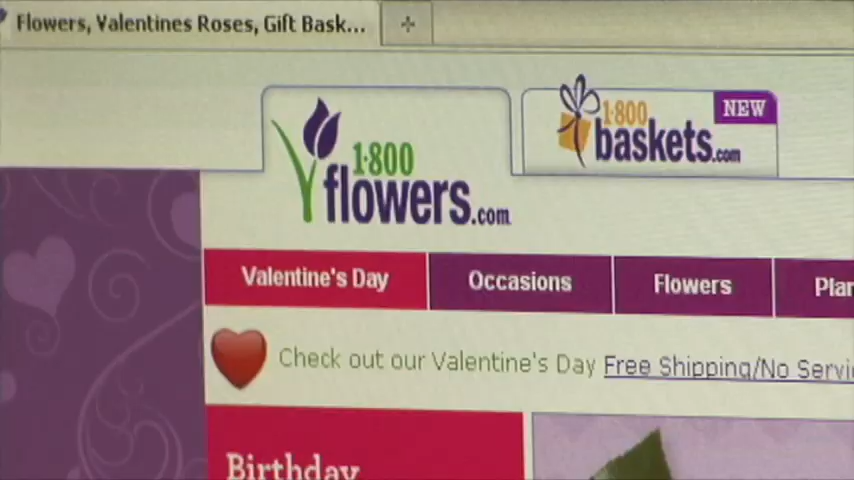 Flowers, Valentines Roses, Gift Bask...
1·800
flowers.com
1·800
baskets.com
NEW
Valentine's Day
Occasions
Flowers
Check out our Valentine's Day Free Shipping/No
Birthday